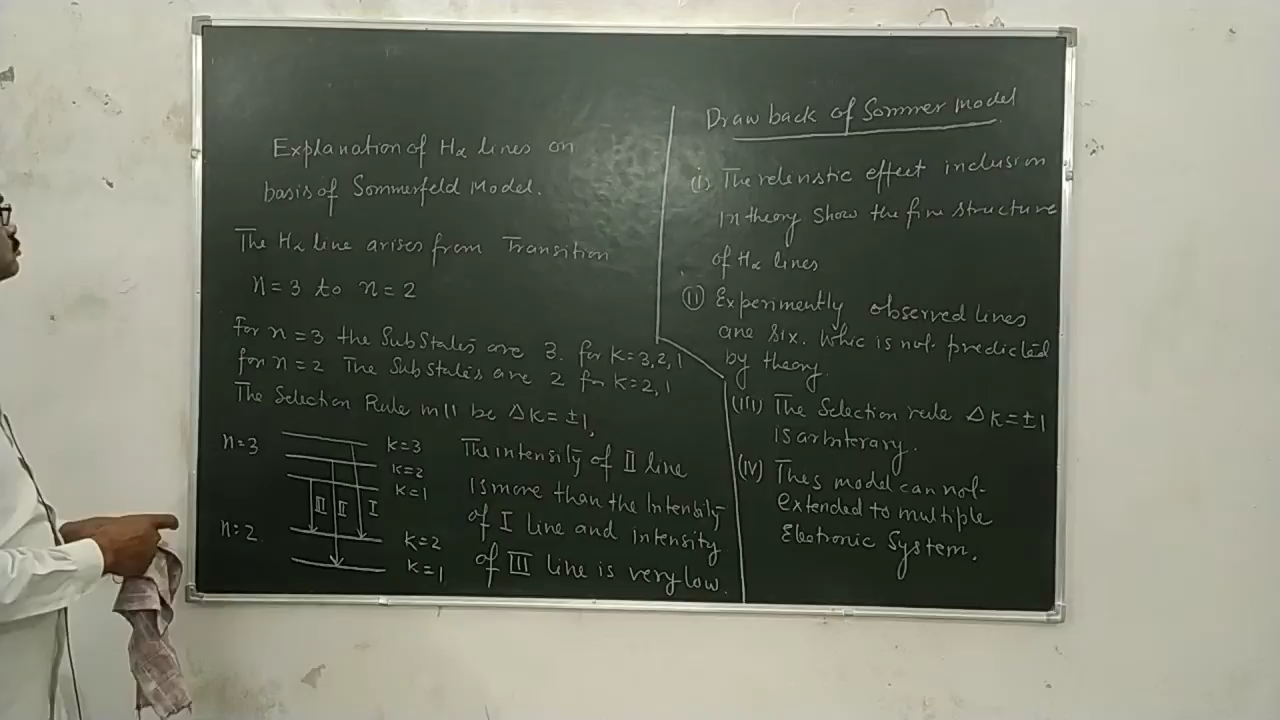 Explanation of Hα lines on
basis of Sommerfeld Model.
The Hα line arises from Transition
n=3 to n=2
For n=3 the SubStates are 3. for K=3,2,1
for n=2 The SubStates are 2 for K=2,1
The Selection Rule will be ΔK=±1,
n=3
K=3
K=2
K=1
III II I
n=2
K=2
K=1
The intensity of II line
is more than the Intensity
of I line and intensity
of III line is very low.
Drawback of Sommer Model
(i) The relenstic effect inclusion
In theory Show the fine structure
of Hα lines
(II) Experimently observed lines
are Six. Whic is not predicted
by theory.
(III) The Selection rule ΔK=±1
is arbiterary.
(IV) Thes model can not
extended to multiple
Electronic System.